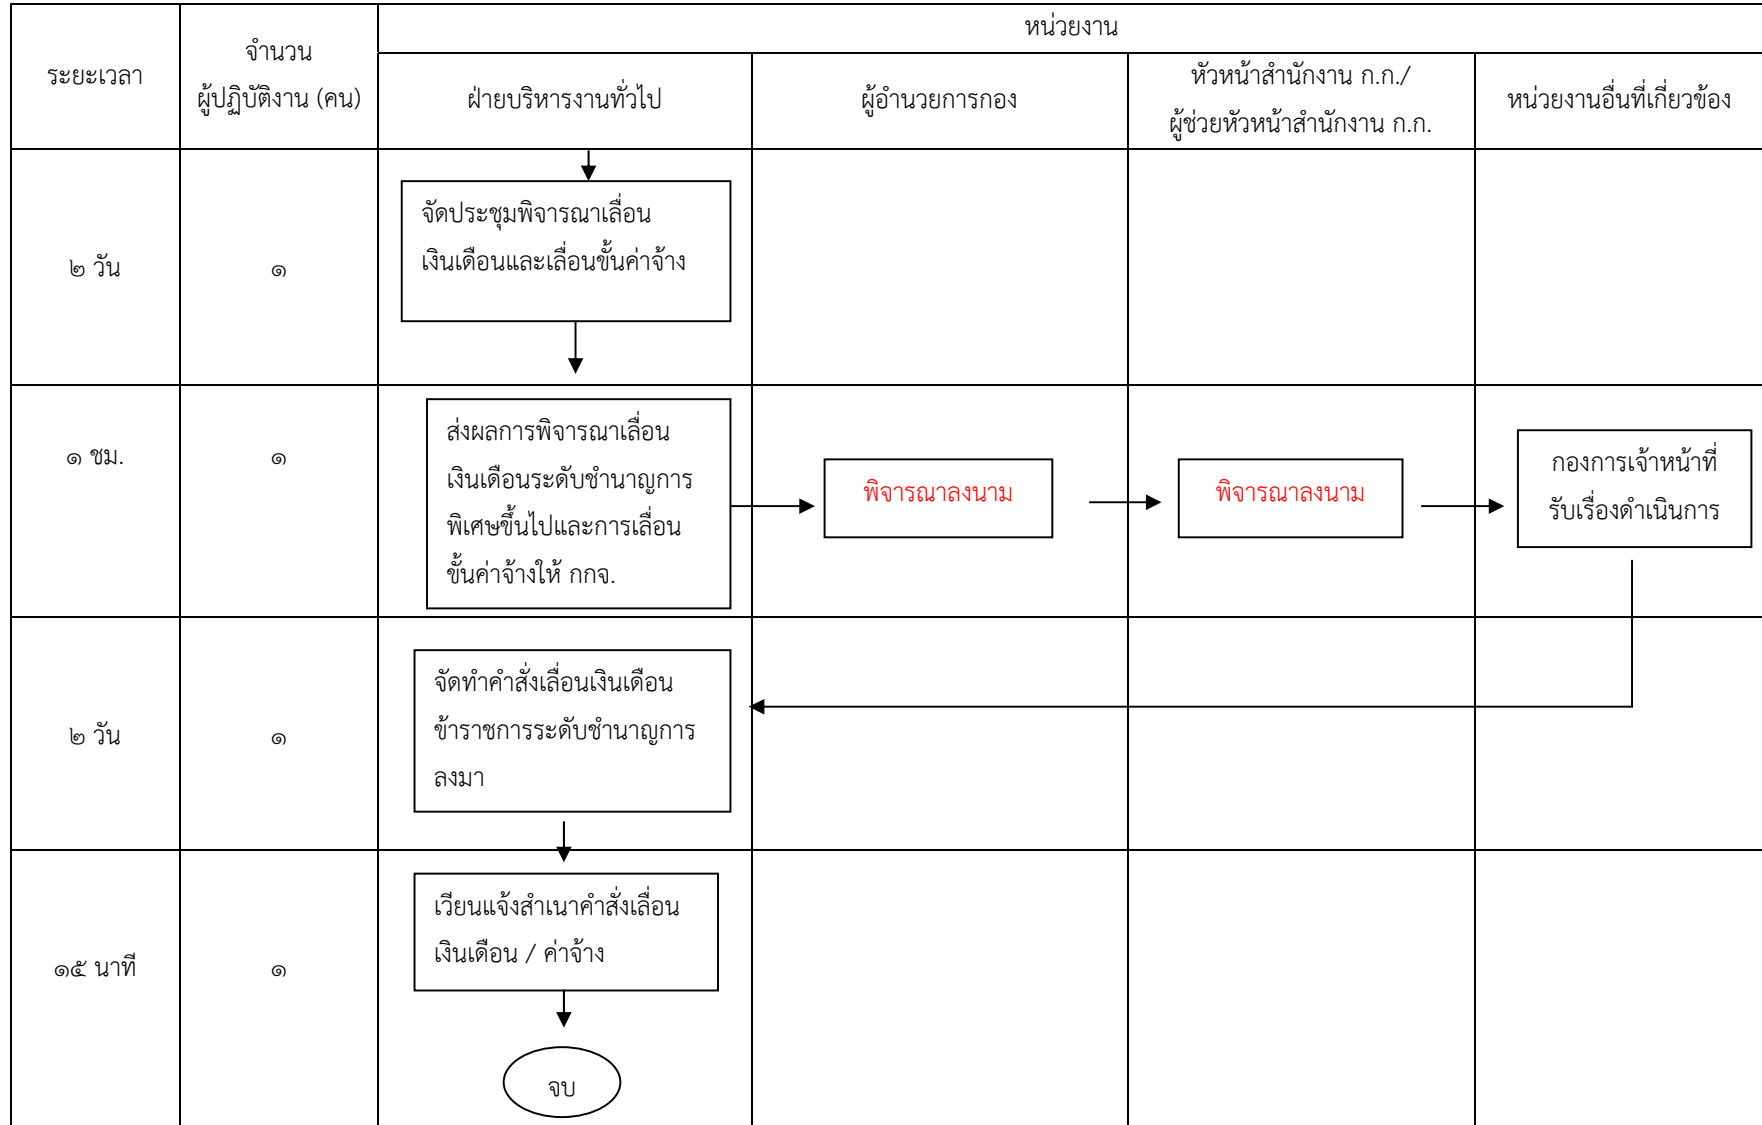 หน่วยงาน
ระยะเวลา
จำนวน
ผู้ปฏิบัติงาน (คน)
ฝ่ายบริหารงานทั่วไป
ผู้อำนวยการกอง
หัวหน้าสำนักงาน ก.ก./
ผู้ช่วยหัวหน้าสำนักงาน ก.ก.
หน่วยงานอื่นที่เกี่ยวข้อง
๒ วัน
๑
จัดประชุมพิจารณาเลื่อน
เงินเดือนและเลื่อนขั้นค่าจ้าง
๑ ชม.
๑
ส่งผลการพิจารณาเลื่อน
เงินเดือนระดับชำนาญการ
พิเศษขึ้นไปและการเลื่อน
ขั้นค่าจ้างให้ กกจ.
พิจารณาลงนาม
พิจารณาลงนาม
กองการเจ้าหน้าที่
รับเรื่องดำเนินการ
๒ วัน
๑
จัดทำคำสั่งเลื่อนเงินเดือน
ข้าราชการระดับชำนาญการ
ลงมา
๑๕ นาที
๑
เวียนแจ้งสำเนาคำสั่งเลื่อน
เงินเดือน / ค่าจ้าง
จบ